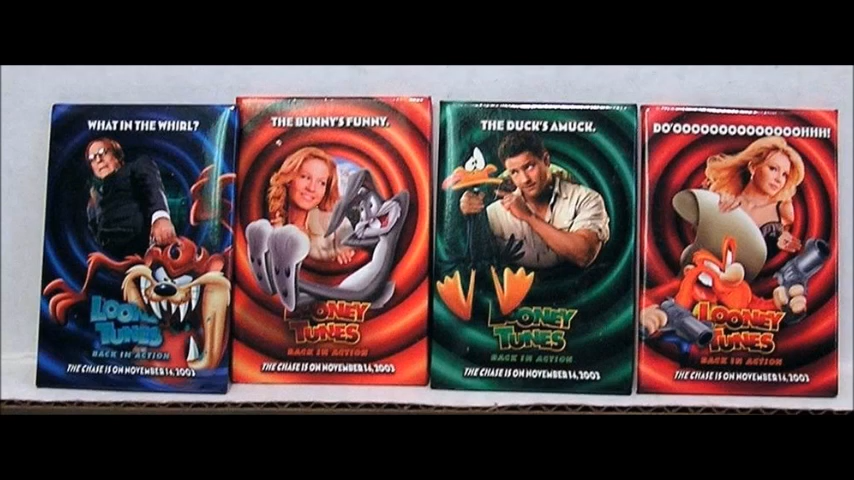 WHAT IN THE WHIRL?
LOONEY
TUNES
BACK IN ACTION
THE CHASE IS ON NOVEMBER 14, 2003
THE BUNNY'S FUNNY.
LOONEY
TUNES
BACK IN ACTION
THE CHASE IS ON NOVEMBER 14, 2003
THE DUCK'S AMUCK.
LOONEY
TUNES
BACK IN ACTION
THE CHASE IS ON NOVEMBER 14, 2003
DO'OOOOOOOOOOOOOOHHH!
LOONEY
TUNES
BACK IN ACTION
THE CHASE IS ON NOVEMBER 14, 2003